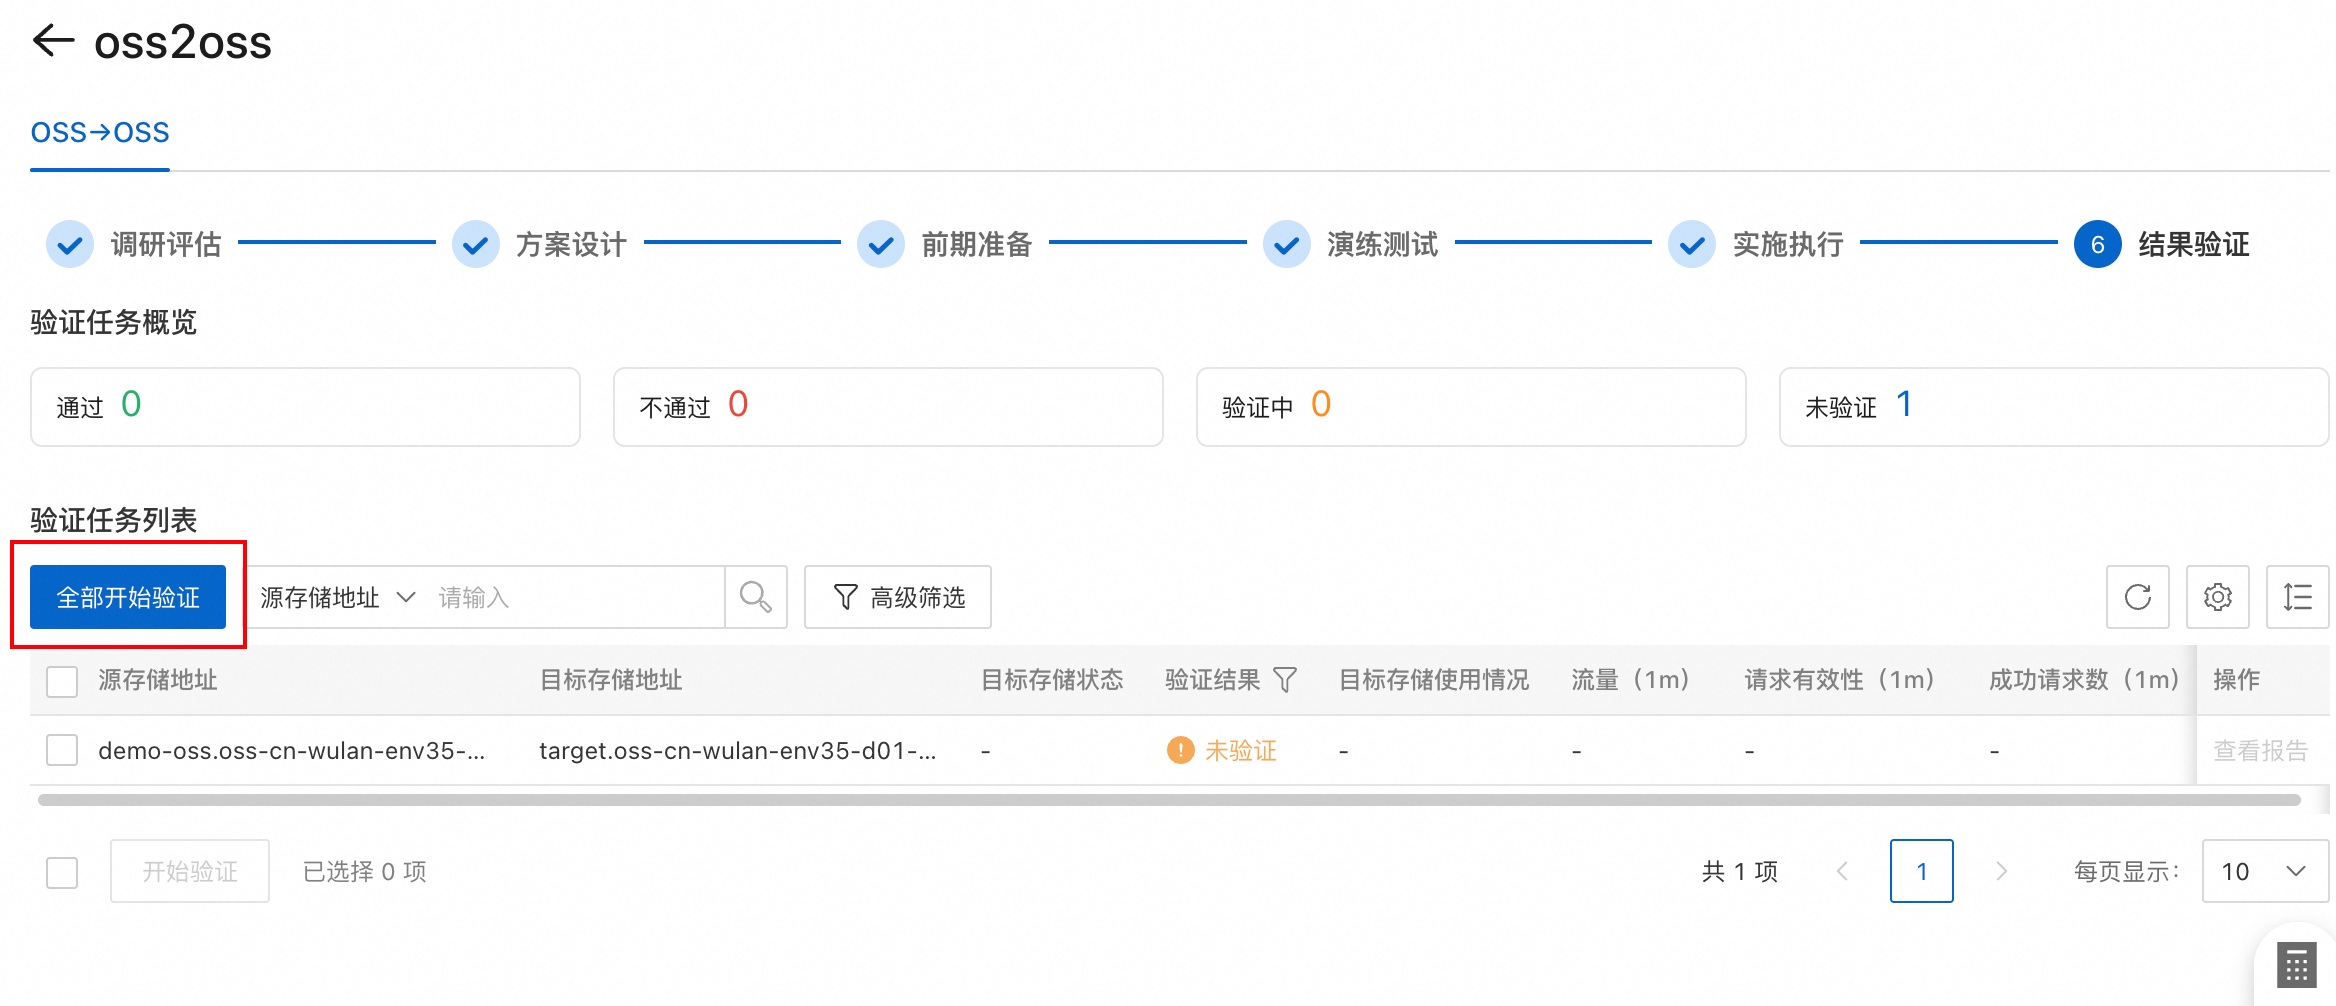 oss2oss
OSS→OSS
调研评估 方案设计 前期准备 演练测试 实施执行 6 结果验证
验证任务概览
通过 0 不通过 0 验证中 0 未验证 1
验证任务列表
全部开始验证 源存储地址 请输入 高级筛选
源存储地址 目标存储地址 目标存储状态 验证结果 目标存储使用情况 流量（1m） 请求有效性（1m） 成功请求数（1m） 操作
demo-oss.oss-cn-wulan-env35-... target.oss-cn-wulan-env35-d01-... - 未验证 - - - - 查看报告
开始验证 已选择 0 项 共 1 项 1 每页显示： 10